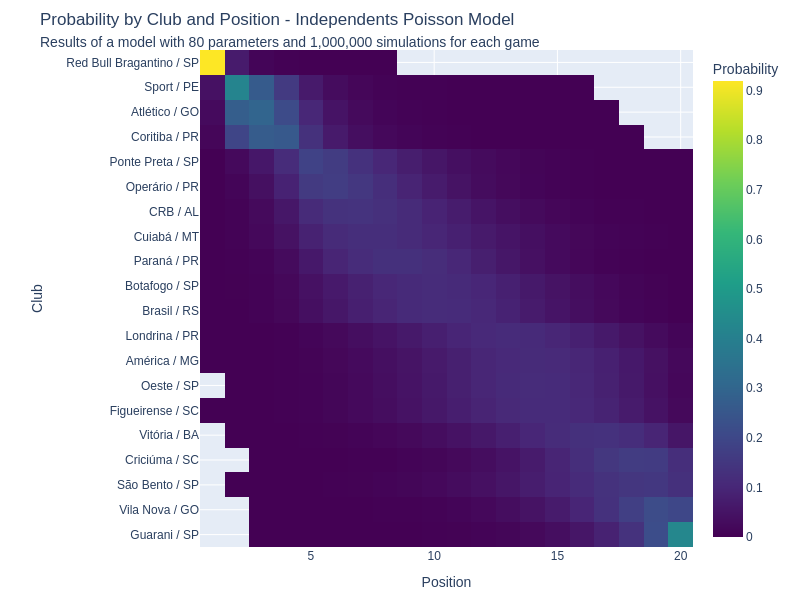 Probability by Club and Position - Independents Poisson Model
Results of a model with 80 parameters and 1,000,000 simulations for each game
Probability
Red Bull Bragantino / SP
Sport / PE
Atlético / GO
Coritiba / PR
Ponte Preta / SP
Operário / PR
CRB / AL
Cuiabá / MT
Paraná / PR
Botafogo / SP
Brasil / RS
Londrina / PR
América / MG
Oeste / SP
Figueirense / SC
Vitória / BA
Criciúma / SC
São Bento / SP
Vila Nova / GO
Guarani / SP
Club
0.9
0.8
0.7
0.6
0.5
0.4
0.3
0.2
0.1
0
5 10 15 20
Position